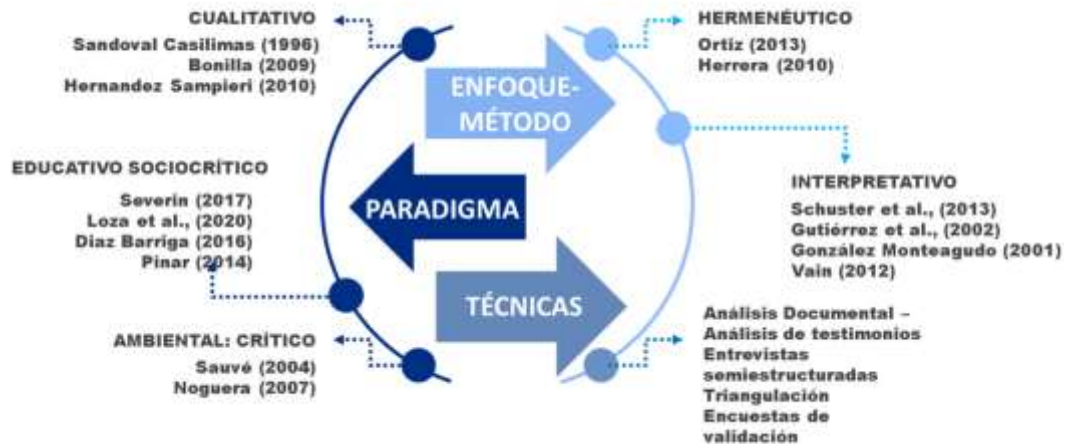 CUALITATIVO
Sandoval Casilimas (1996)
Bonilla (2009)
Hernandez Sampieri (2010)
EDUCATIVO SOCIOCRÍTICO
Severin (2017)
Loza et al., (2020)
Diaz Barriga (2016)
Pinar (2014)
AMBIENTAL: CRÍTICO
Sauvé (2004)
Noguera (2007)
ENFOQUE-
MÉTODO
PARADIGMA
TÉCNICAS
HERMENÉUTICO
Ortiz (2013)
Herrera (2010)
INTERPRETATIVO
Schuster et al., (2013)
Gutiérrez et al., (2002)
González Monteagudo (2001)
Vain (2012)
Análisis Documental –
Análisis de testimonios
Entrevistas
semiestructuradas
Triangulación
Encuestas de
validación